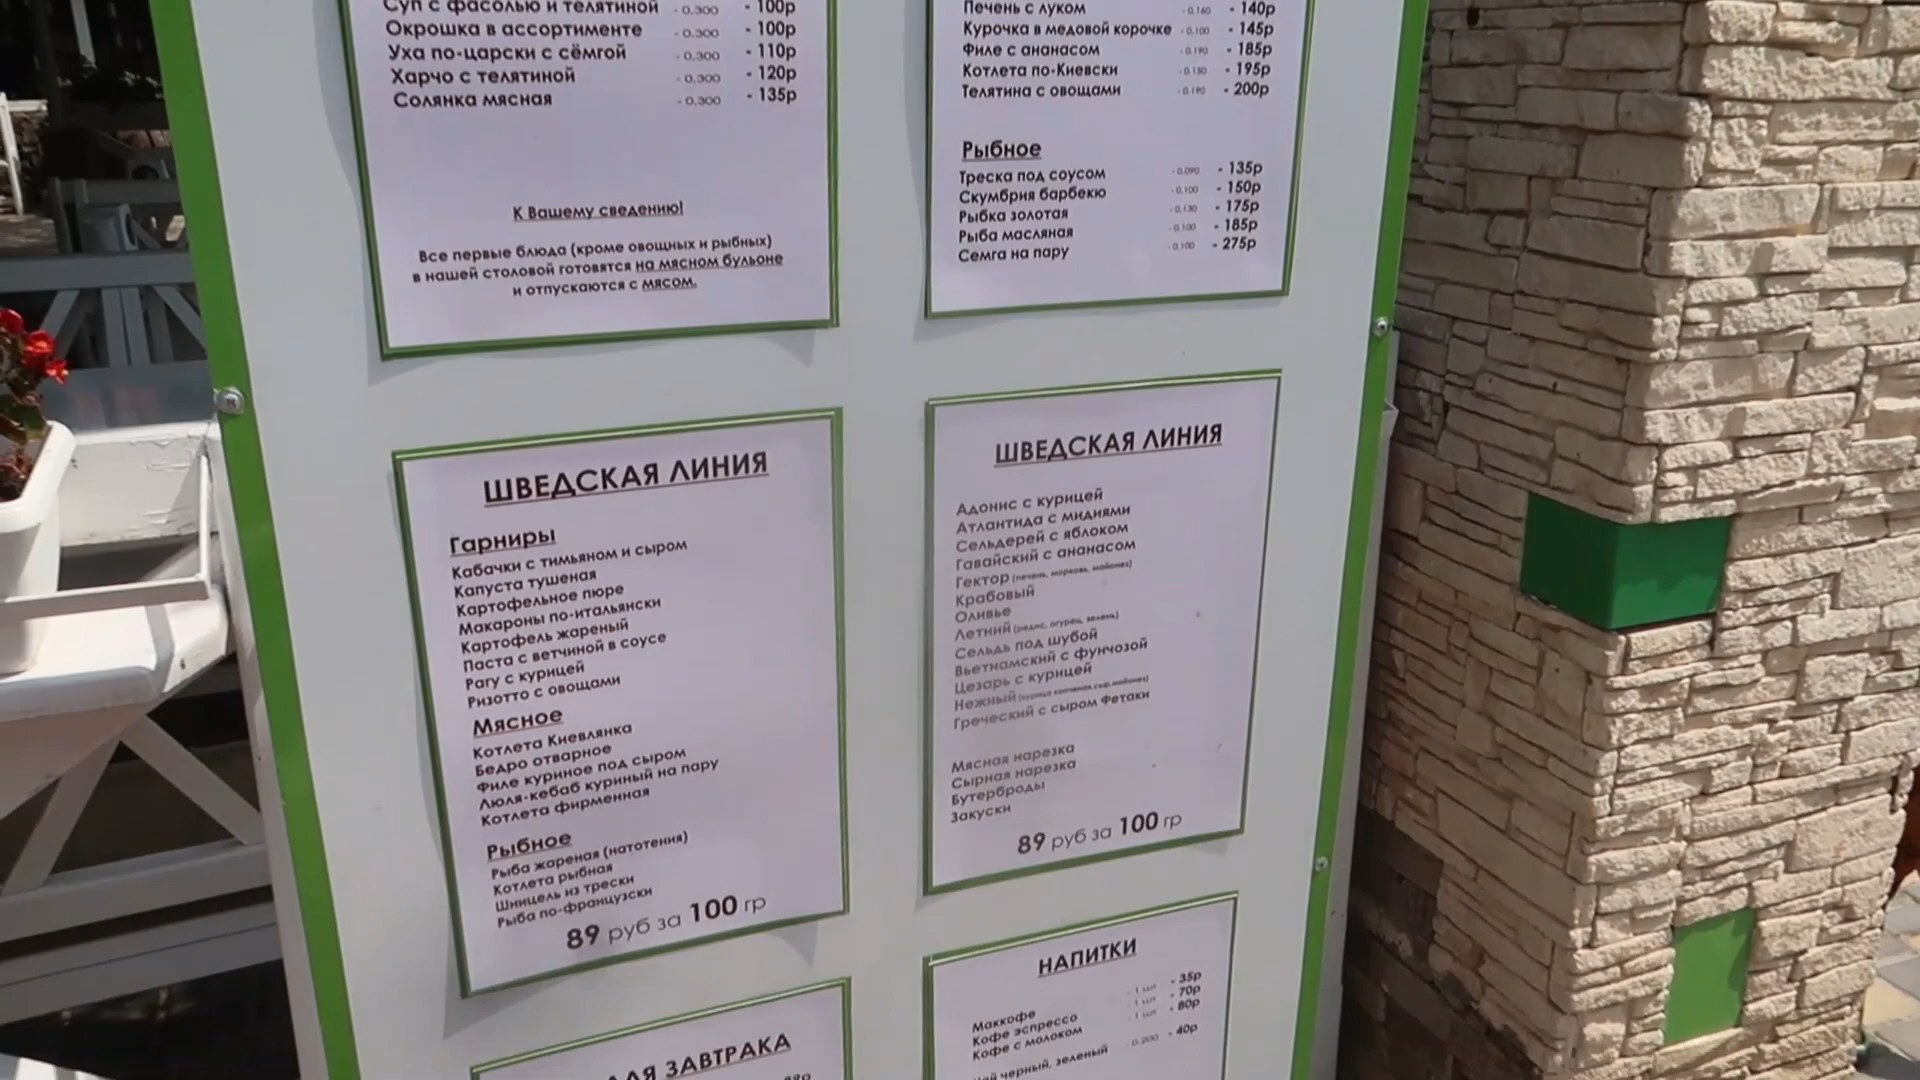 Суп с фасолью и телятиной - 0,300 - 100р
Окрошка в ассортименте - 0,300 - 100р
Уха по-царски с сёмгой - 0,300 - 110р
Харчо с телятиной - 0,300 - 120р
Солянка мясная - 0,300 - 135р
К Вашему сведению!
Все первые блюда (кроме овощных и рыбных)
в нашей столовой готовятся на мясном бульоне
и отпускаются с мясом.
Печень с луком - 0,160 - 140р
Курочка в медовой корочке - 0,100 - 145р
Филе с ананасом - 0,190 - 185р
Котлета по-Киевски - 0,150 - 195р
Телятина с овощами - 0,190 - 200р
Рыбное
Треска под соусом - 0,090 - 135р
Скумбрия барбекю - 0,100 - 150р
Рыбка золотая - 0,130 - 175р
Рыба масляная - 0,100 - 185р
Семга на пару - 0,100 - 275р
ШВЕДСКАЯ ЛИНИЯ
Гарниры
Кабачки с тимьяном и сыром
Капуста тушеная
Картофельное пюре
Макароны по-итальянски
Картофель жареный
Паста с ветчиной в соусе
Рагу с курицей
Ризотто с овощами
Мясное
Котлета Киевлянка
Бедро отварное
Филе куриное под сыром
Люля-кебаб куриный на пару
Котлета фирменная
Рыбное
Рыба жареная (натотения)
Котлета рыбная
Шницель из трески
Рыба по-французски
89 руб за 100 гр
ШВЕДСКАЯ ЛИНИЯ
Адонис с курицей
Атлантида с мидиями
Сельдерей с яблоком
Гавайский с ананасом
Гектор (печень, морковь, майонез)
Крабовый
Оливье
Летний (редис, огурец, зелень)
Сельдь под шубой
Вьетнамский с фунчозой
Цезарь с курицей
Нежный (курица копченая, сыр, майонез)
Греческий с сыром Фетаки
Мясная нарезка
Сырная нарезка
Бутерброды
Закуски
89 руб за 100 гр
ЗАВТРАКА
НАПИТКИ
Маккофе - 1 шт - 35р
Кофе эспрессо - 1 шт - 70р
Кофе с молоком - 1 шт - 80р
черный, зеленый - 0,200 - 40р